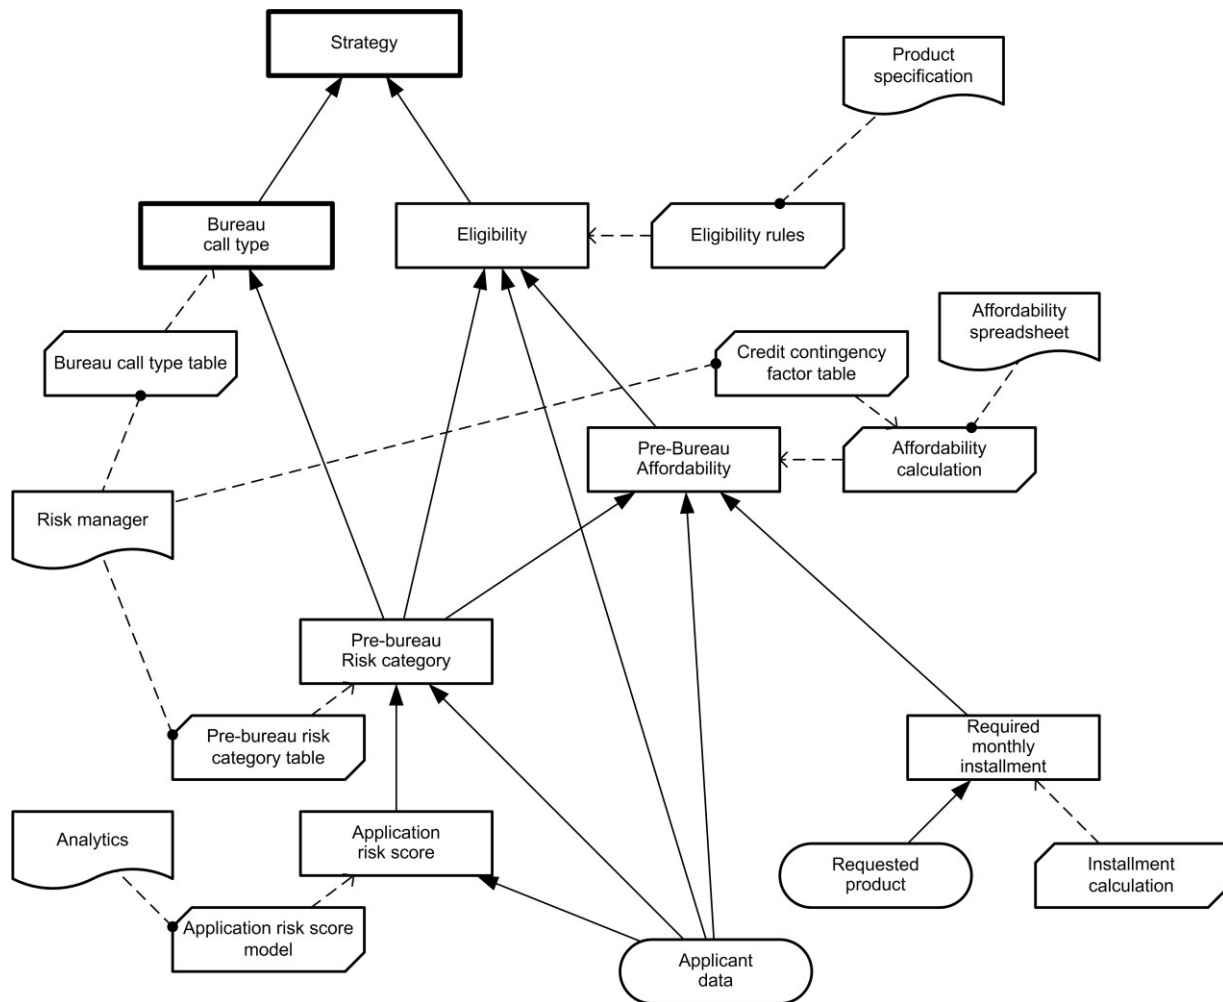 Strategy
Product
specification
Bureau
call type
Eligibility
Eligibility rules
Bureau call type table
Credit contingency
factor table
Affordability
spreadsheet
Pre-Bureau
Affordability
Affordability
calculation
Risk manager
Pre-bureau
Risk category
Pre-bureau risk
category table
Required
monthly
installment
Analytics
Application
risk score
Requested
product
Installment
calculation
Application risk score
model
Applicant
data